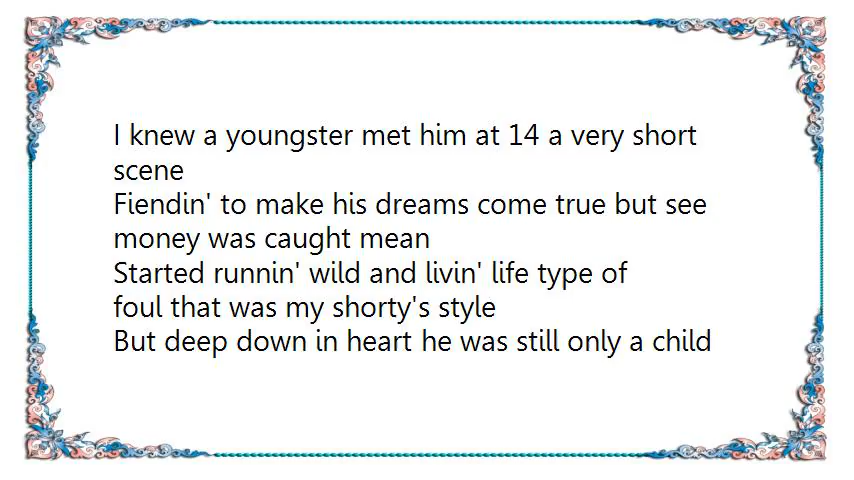 I knew a youngster met him at 14 a very short
scene
Fiendin' to make his dreams come true but see
money was caught mean
Started runnin' wild and livin' life type of
foul that was my shorty's style
But deep down in heart he was still only a child